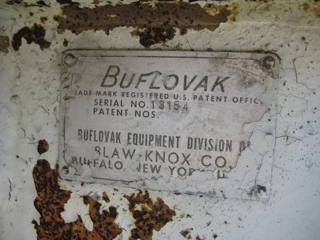 BUFLOVAK
TRADE MARK REGISTERED U.S. PATENT OFFICE
SERIAL NO. 13154
PATENT NOS.
BUFLOVAK EQUIPMENT DIVISION OF
BLAW-KNOX CO.
BUFFALO, NEW YORK